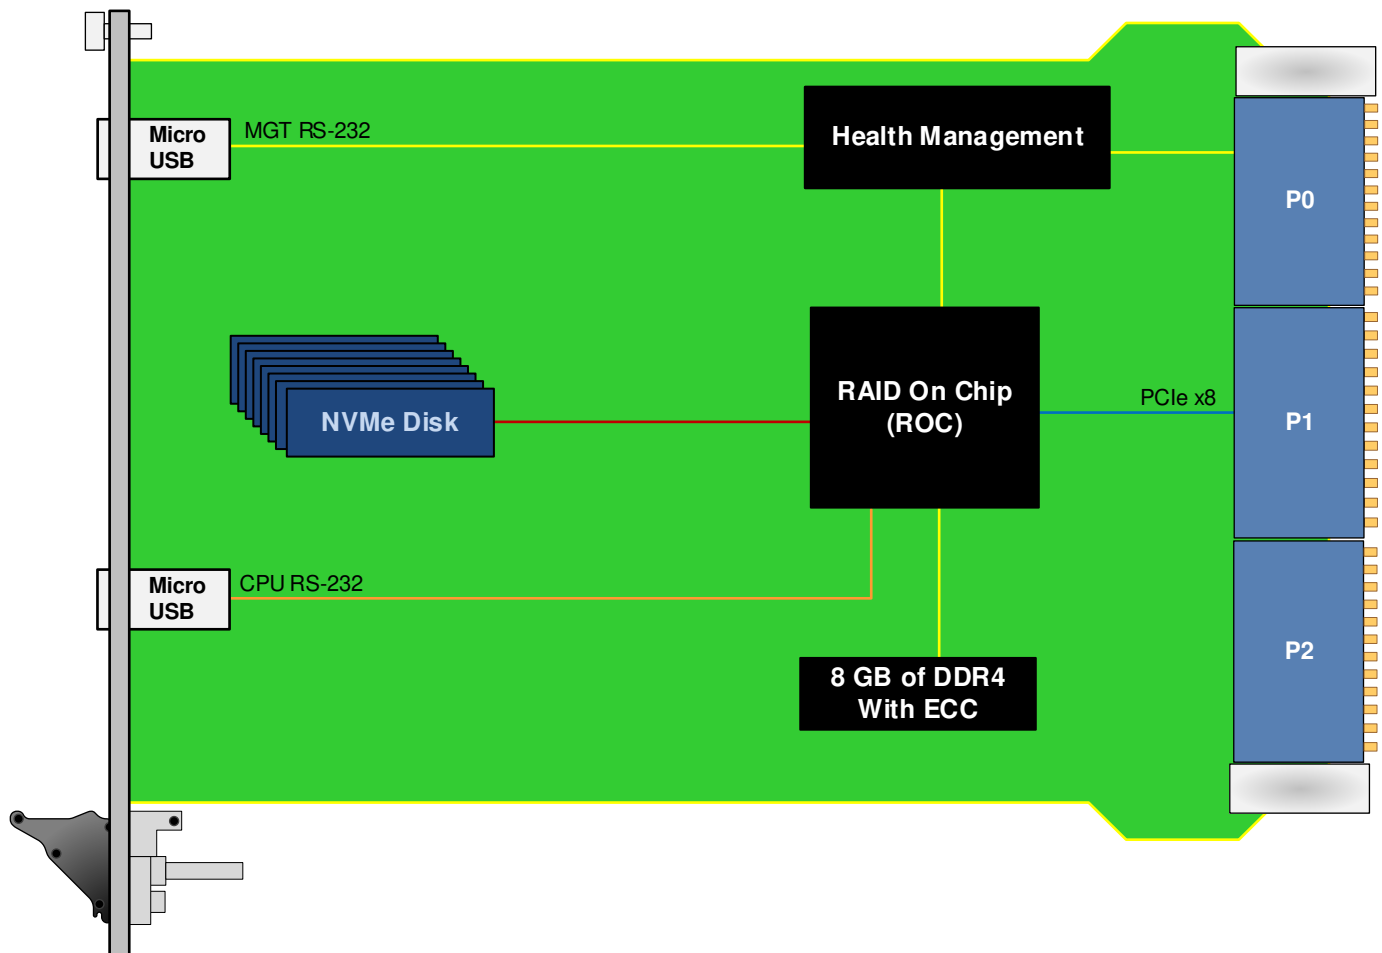 Micro
USB
MGT RS-232
Health Management
P0
NVMe Disk
RAID On Chip
(ROC)
PCIe x8
P1
Micro
USB
CPU RS-232
8 GB of DDR4
With ECC
P2